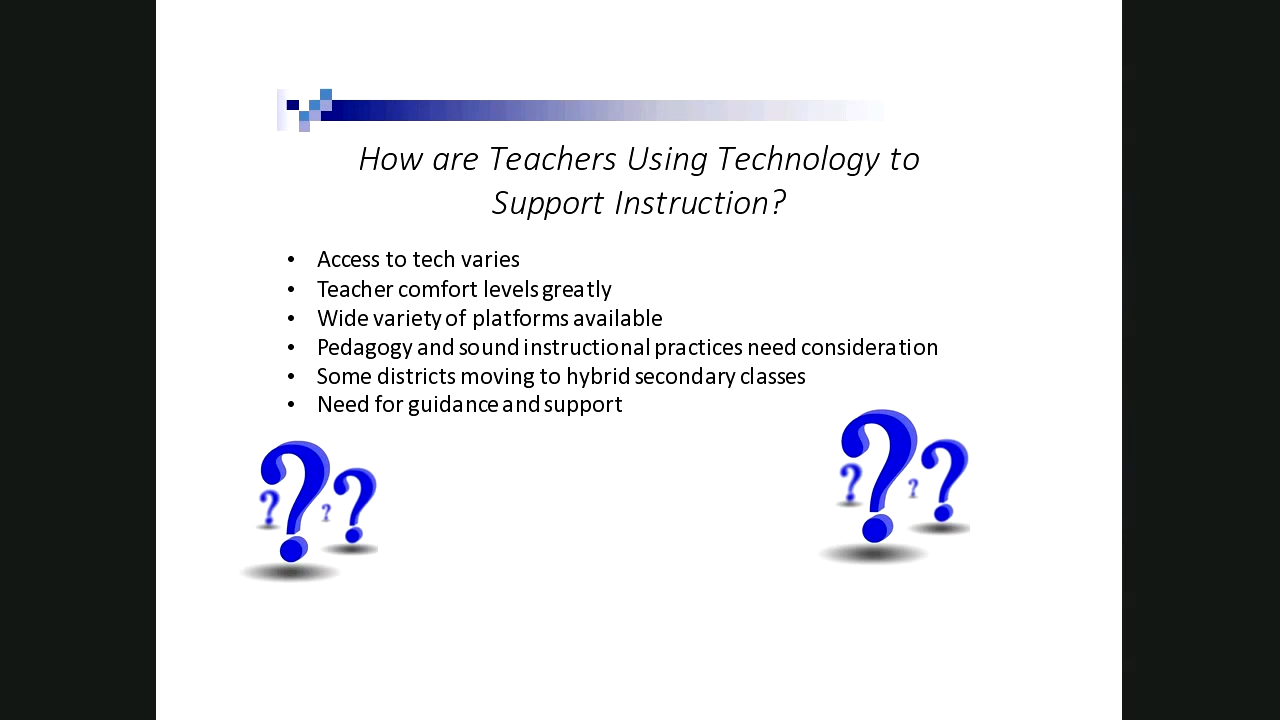 How are Teachers Using Technology to
Support Instruction?
• Access to tech varies
• Teacher comfort levels greatly
• Wide variety of platforms available
• Pedagogy and sound instructional practices need consideration
• Some districts moving to hybrid secondary classes
• Need for guidance and support